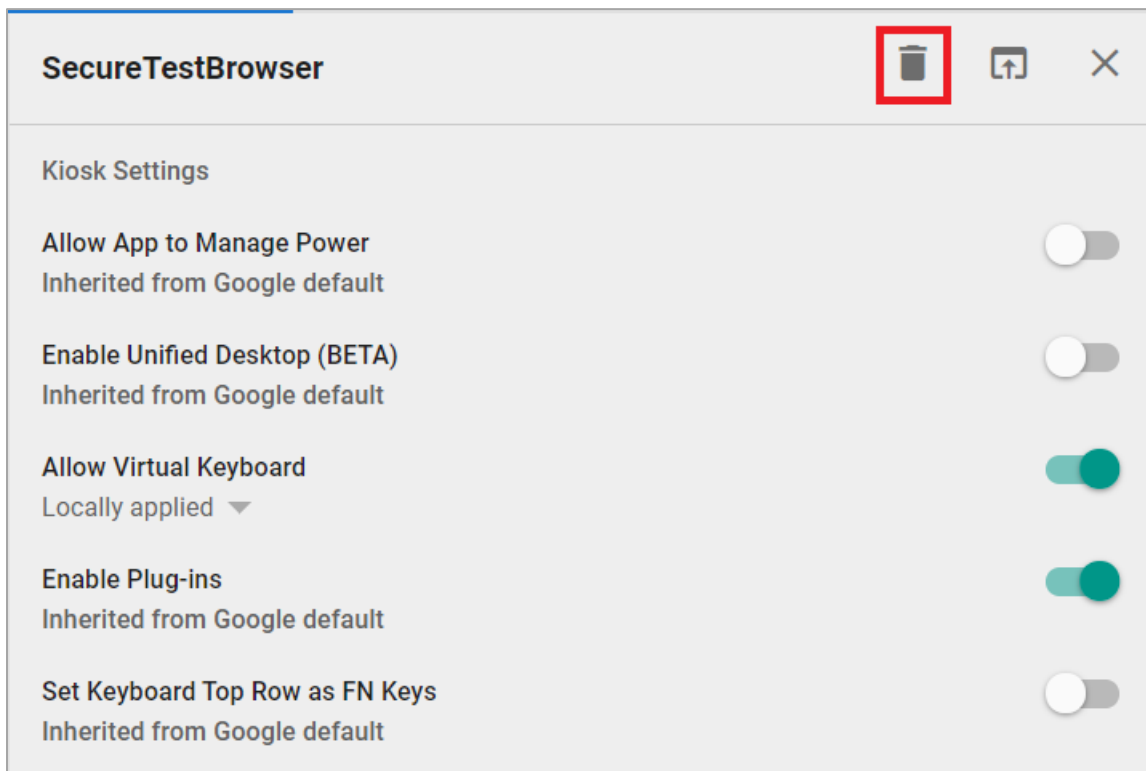 SecureTestBrowser
Kiosk Settings
Allow App to Manage Power
Inherited from Google default
Enable Unified Desktop (BETA)
Inherited from Google default
Allow Virtual Keyboard
Locally applied
Enable Plug-ins
Inherited from Google default
Set Keyboard Top Row as FN Keys
Inherited from Google default